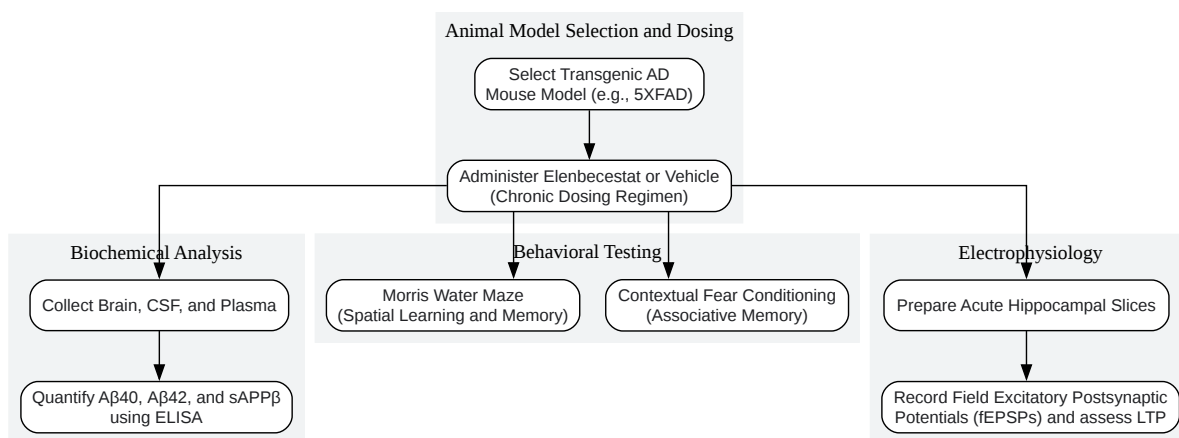 Animal Model Selection and Dosing
Select Transgenic AD
Mouse Model (e.g., 5XFAD)
Administer Elenbecestat or Vehicle
(Chronic Dosing Regimen)
Biochemical Analysis
Collect Brain, CSF, and Plasma
Quantify Aβ40, Aβ42, and sAPPβ
using ELISA
Behavioral Testing
Morris Water Maze
(Spatial Learning and Memory)
Contextual Fear Conditioning
(Associative Memory)
Electrophysiology
Prepare Acute Hippocampal Slices
Record Field Excitatory Postsynaptic
Potentials (fEPSPs) and assess LTP